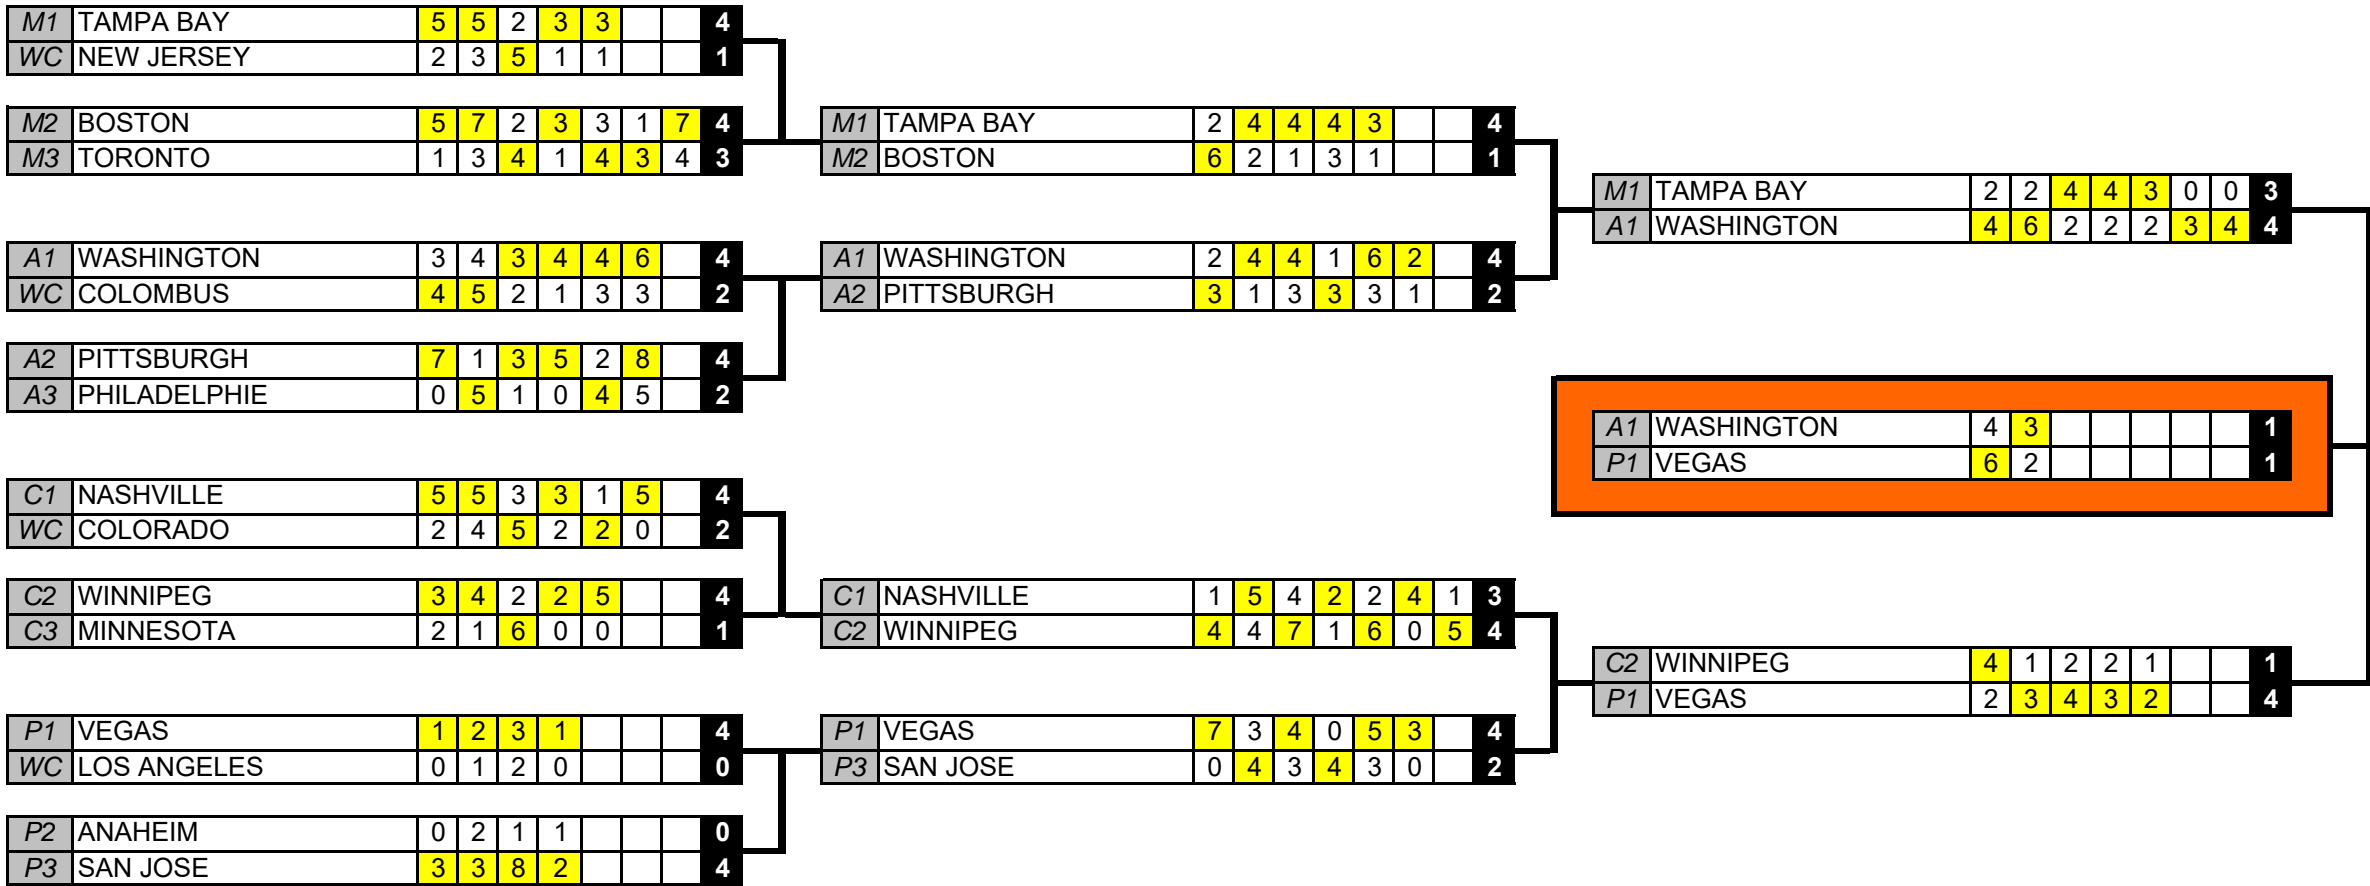 M1 TAMPA BAY 5 5 2 3 3 4
WC NEW JERSEY 2 3 5 1 1 1
M2 BOSTON 5 7 2 3 3 1 7 4
M3 TORONTO 1 3 4 1 4 3 4 3
A1 WASHINGTON 3 4 3 4 4 6 4
WC COLOMBUS 4 5 2 1 3 3 2
A2 PITTSBURGH 7 1 3 5 2 8 4
A3 PHILADELPHIE 0 5 1 0 4 5 2
C1 NASHVILLE 5 5 3 3 1 5 4
WC COLORADO 2 4 5 2 2 0 2
C2 WINNIPEG 3 4 2 2 5 4
C3 MINNESOTA 2 1 6 0 0 1
P1 VEGAS 1 2 3 1 4
WC LOS ANGELES 0 1 2 0 0
P2 ANAHEIM 0 2 1 1 0
P3 SAN JOSE 3 3 8 2 4
M1 TAMPA BAY 2 4 4 4 3 4
M2 BOSTON 6 2 1 3 1 1
A1 WASHINGTON 2 4 4 1 6 2 4
A2 PITTSBURGH 3 1 3 3 3 1 2
C1 NASHVILLE 1 5 4 2 2 4 1 3
C2 WINNIPEG 4 4 7 1 6 0 5 4
P1 VEGAS 7 3 4 0 5 3 4
P3 SAN JOSE 0 4 3 4 3 0 2
M1 TAMPA BAY 2 2 4 4 3 0 0 3
A1 WASHINGTON 4 6 2 2 2 3 4 4
A1 WASHINGTON 4 3 1
P1 VEGAS 6 2 1
C2 WINNIPEG 4 1 2 2 1 1
P1 VEGAS 2 3 4 3 2 4